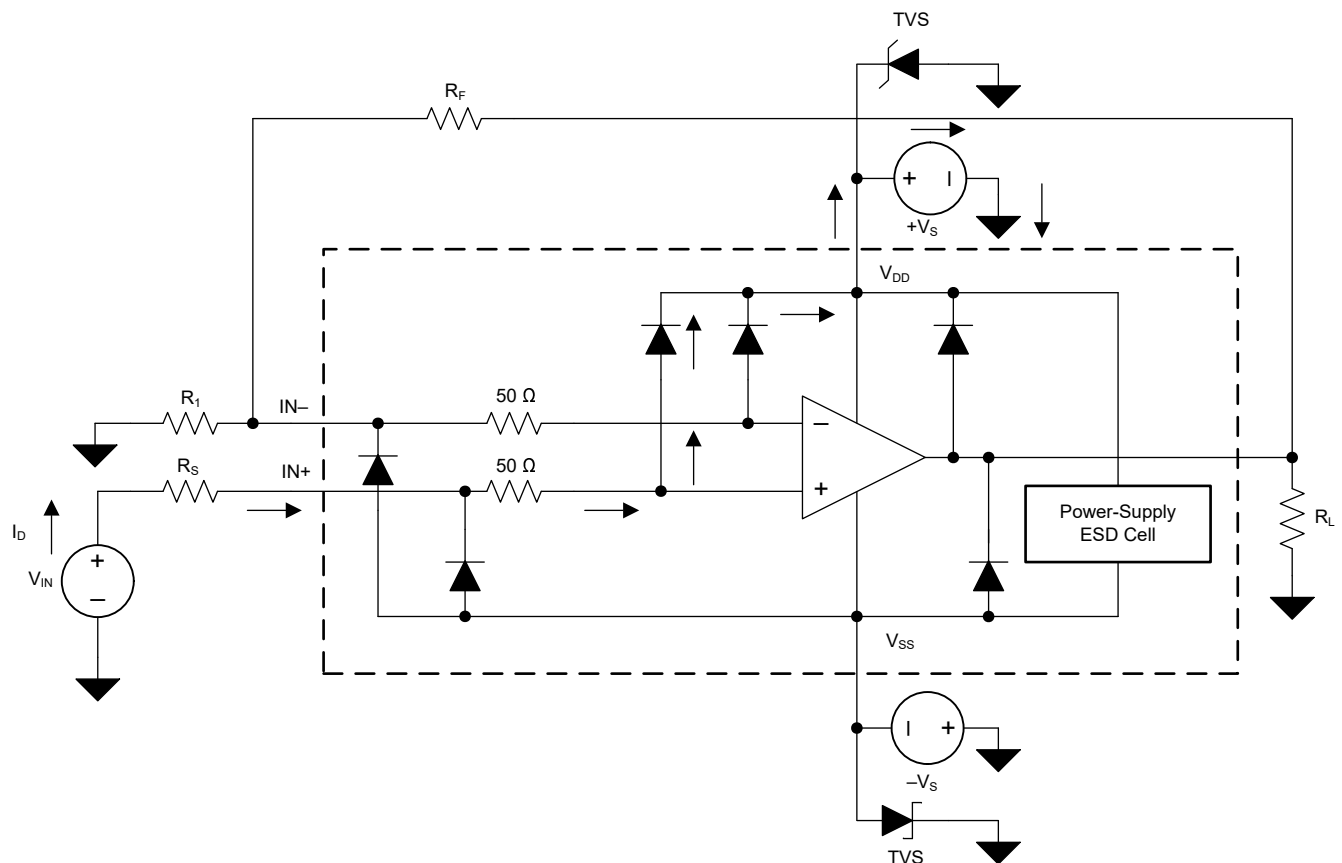 TVS
R_F
+ −
+V_S
V_DD
R_1
IN−
50 Ω
−
R_S
IN+
50 Ω
+
Power-Supply
ESD Cell
R_L
I_D
V_IN
+
−
V_SS
− +
−V_S
TVS